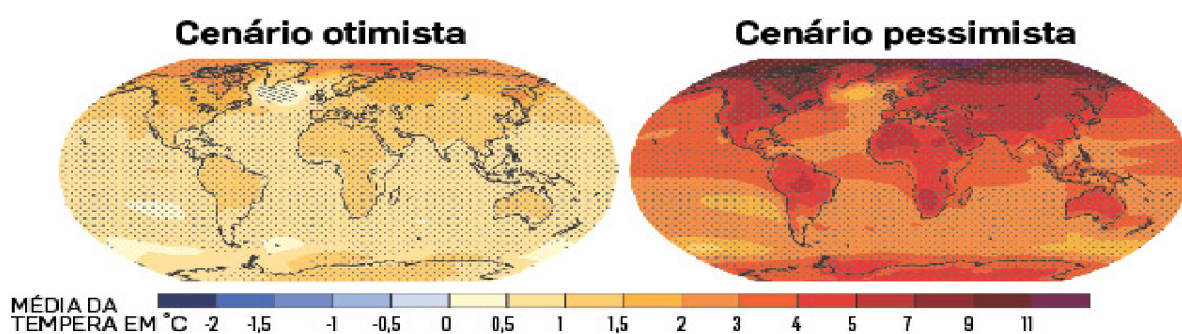 Cenário otimista
Cenário pessimista
MÉDIA DA
TEMPERA EM °C -2 -1,5 -1 -0,5 0 0,5 1 1,5 2 3 4 5 7 9 11